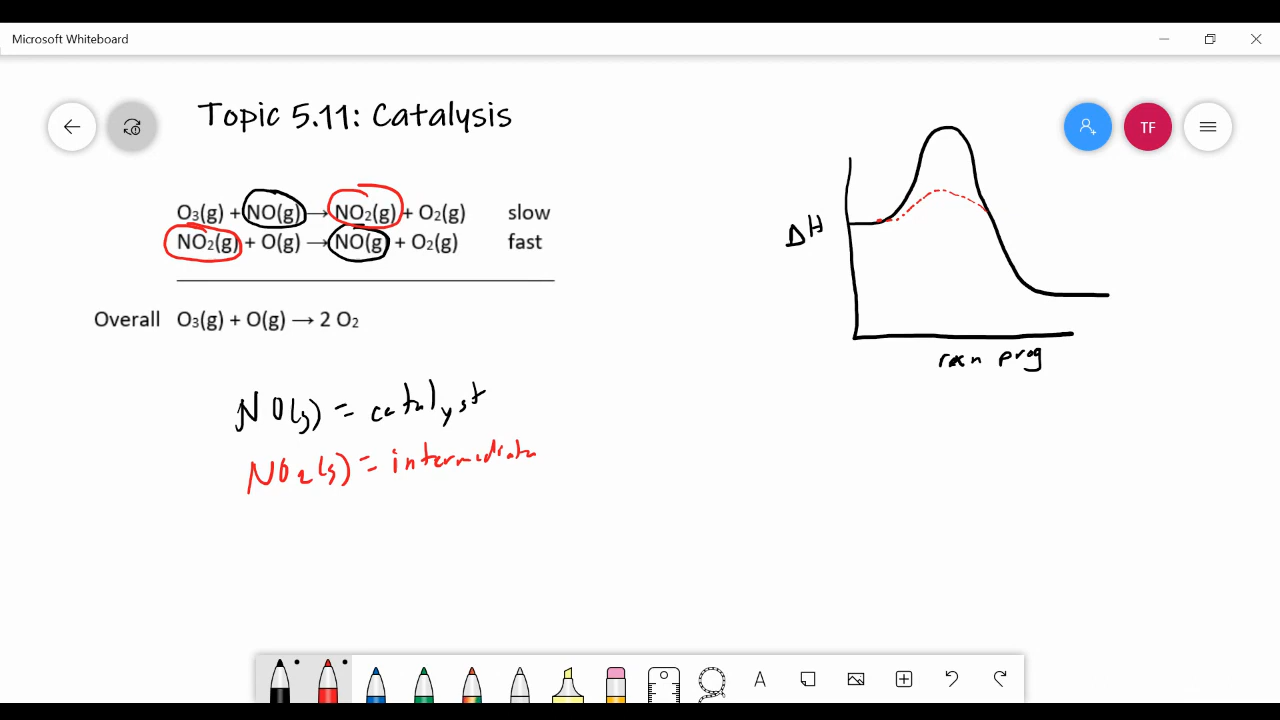 Microsoft Whiteboard
Topic 5.11: Catalysis
TF
O₃(g) + NO(g) → NO₂(g) + O₂(g) slow
NO₂(g) + O(g) → NO(g) + O₂(g) fast
Overall O₃(g) + O(g) → 2 O₂
ΔH
rxn prog
NO(g) = catalyst
NO₂(g) = intermediate
A